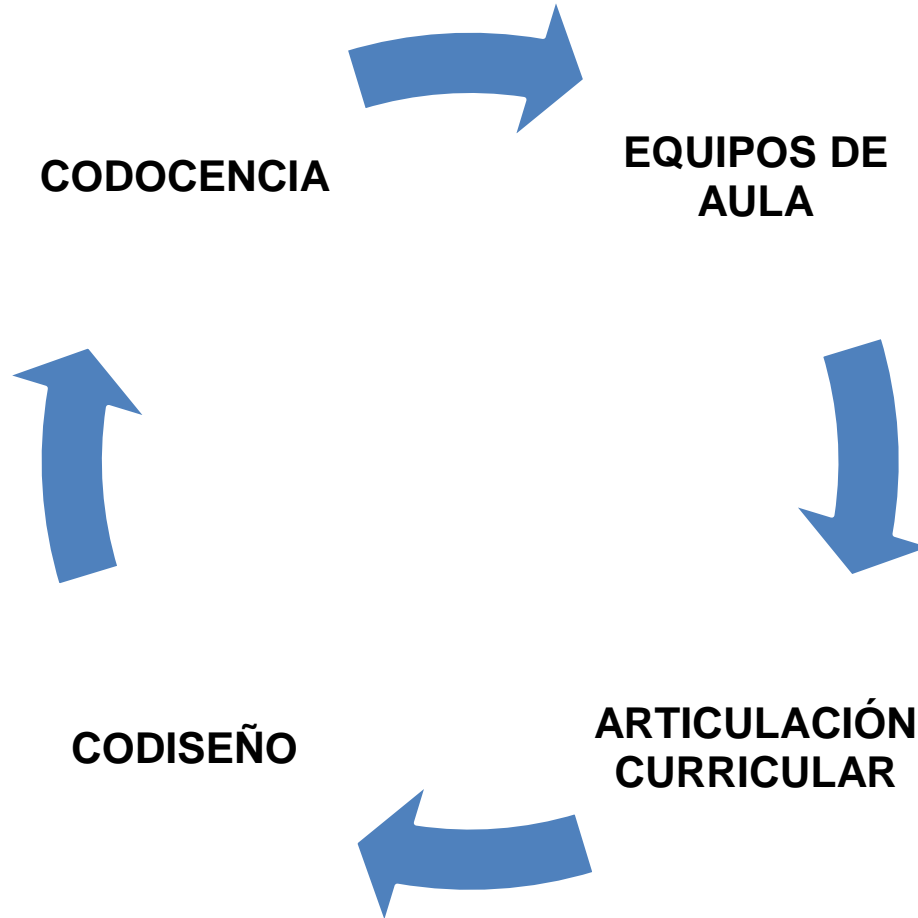 CODOCENCIA
EQUIPOS DE
AULA
CODISEÑO
ARTICULACIÓN
CURRICULAR